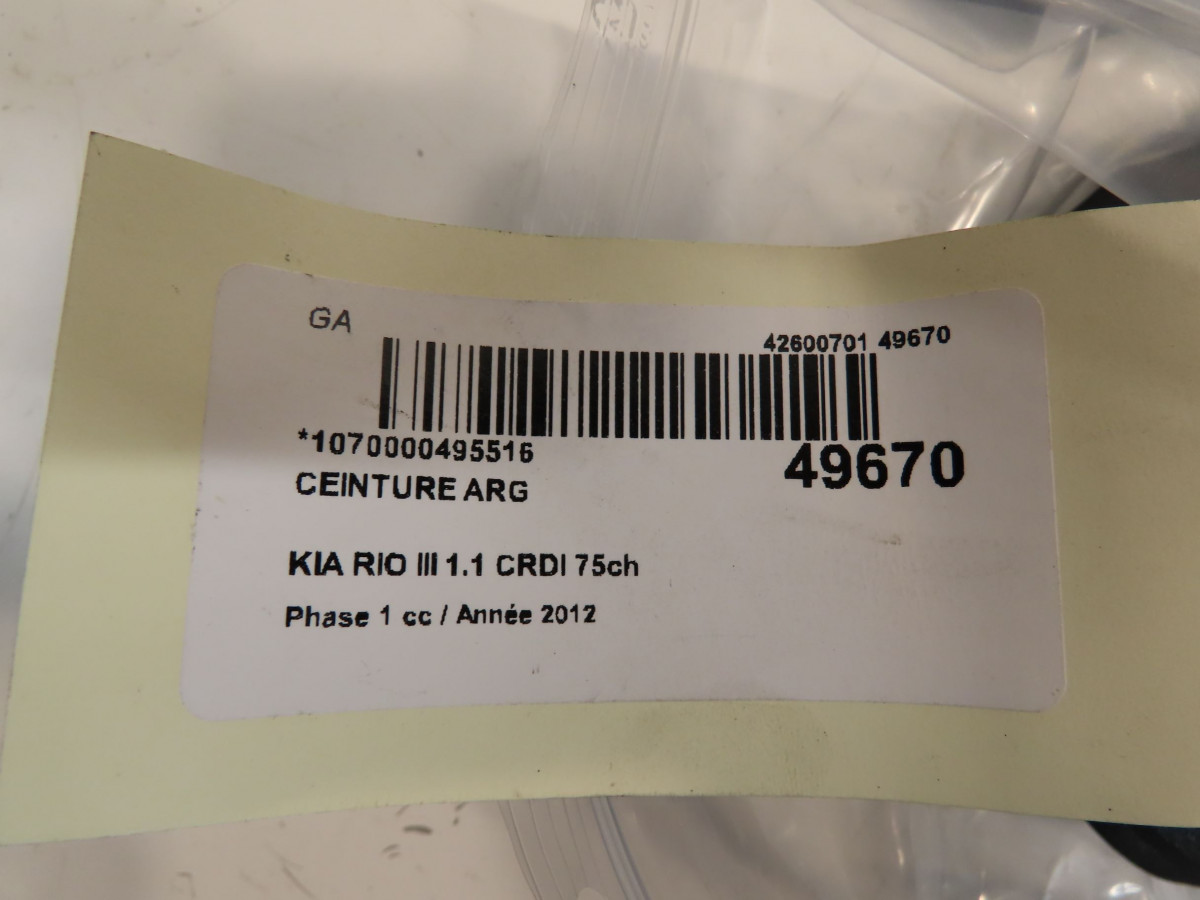 GA
42600701 49670
*1070000495516
49670
CEINTURE ARG
KIA RIO III 1.1 CRDI 75ch
Phase 1 cc / Année 2012